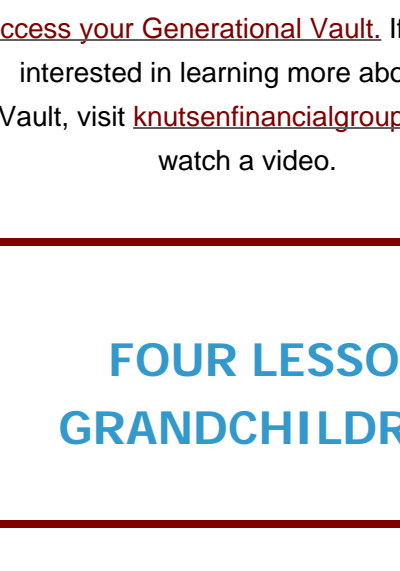 ccess your Generational Vault. If
interested in learning more abo
Vault, visit knutsenfinancialgroup
watch a video.
FOUR LESSO
GRANDCHILDR